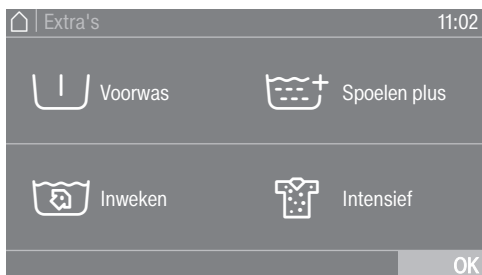 Extra's 11:02
Voorwas Spoelen plus
Inweken Intensief
OK